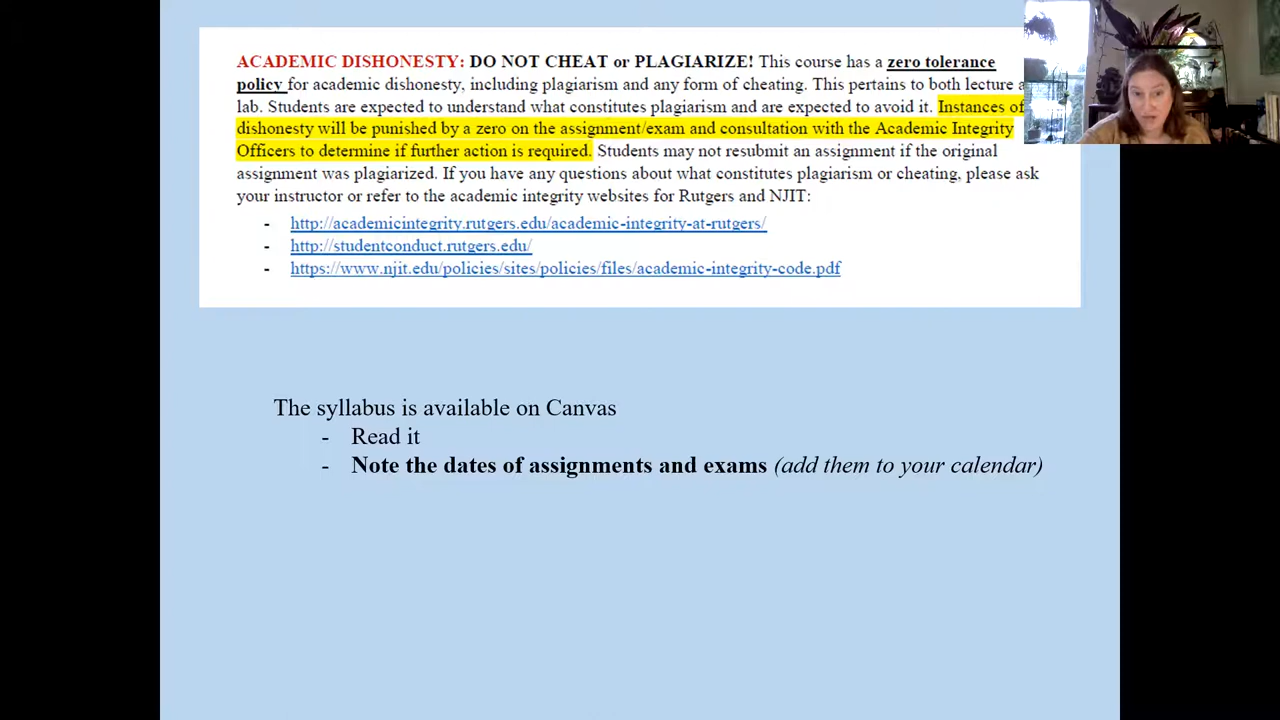 ACADEMIC DISHONESTY: DO NOT CHEAT or PLAGIARIZE! This course has a zero tolerance
policy for academic dishonesty, including plagiarism and any form of cheating. This pertains to both lecture
lab. Students are expected to understand what constitutes plagiarism and are expected to avoid it. Instances of
dishonesty will be punished by a zero on the assignment/exam and consultation with the Academic Integrity
Officers to determine if further action is required. Students may not resubmit an assignment if the original
assignment was plagiarized. If you have any questions about what constitutes plagiarism or cheating, please ask
your instructor or refer to the academic integrity websites for Rutgers and NJIT:
- http://academicintegrity.rutgers.edu/academic-integrity-at-rutgers/
- http://studentconduct.rutgers.edu/
- https://www.njit.edu/policies/sites/policies/files/academic-integrity-code.pdf
The syllabus is available on Canvas
- Read it
- Note the dates of assignments and exams (add them to your calendar)